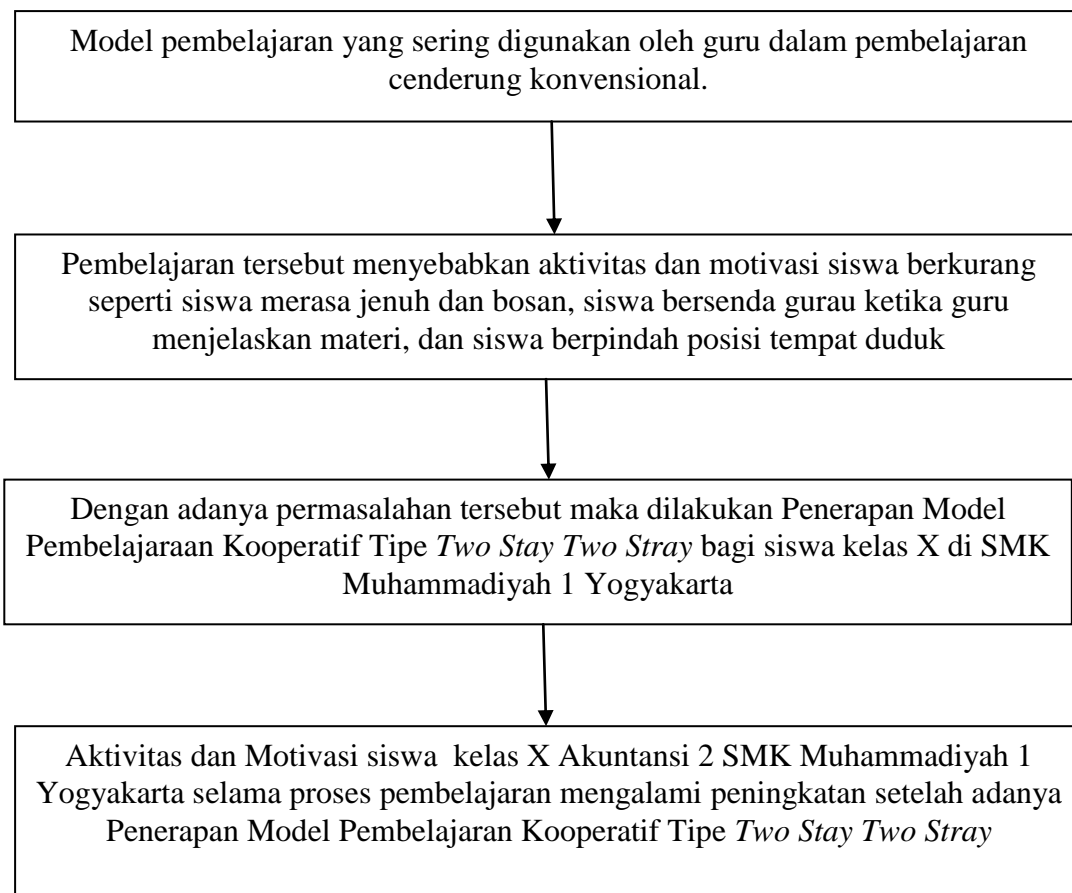 Model pembelajaran yang sering digunakan oleh guru dalam pembelajaran
cenderung konvensional.
Pembelajaran tersebut menyebabkan aktivitas dan motivasi siswa berkurang
seperti siswa merasa jenuh dan bosan, siswa bersenda gurau ketika guru
menjelaskan materi, dan siswa berpindah posisi tempat duduk
Dengan adanya permasalahan tersebut maka dilakukan Penerapan Model
Pembelajaraan Kooperatif Tipe Two Stay Two Stray bagi siswa kelas X di SMK
Muhammadiyah 1 Yogyakarta
Aktivitas dan Motivasi siswa kelas X Akuntansi 2 SMK Muhammadiyah 1
Yogyakarta selama proses pembelajaran mengalami peningkatan setelah adanya
Penerapan Model Pembelajaran Kooperatif Tipe Two Stay Two Stray